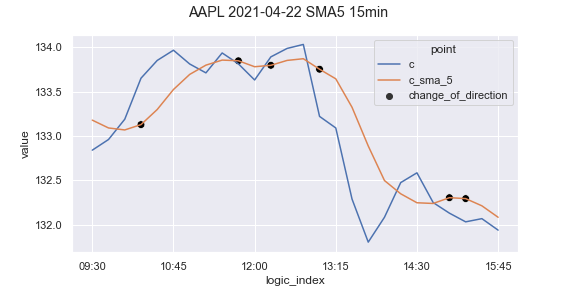 AAPL 2021-04-22 SMA5 15min
point
c
c_sma_5
change_of_direction
value
134.0
133.5
133.0
132.5
132.0
09:30 10:45 12:00 13:15 14:30 15:45
logic_index